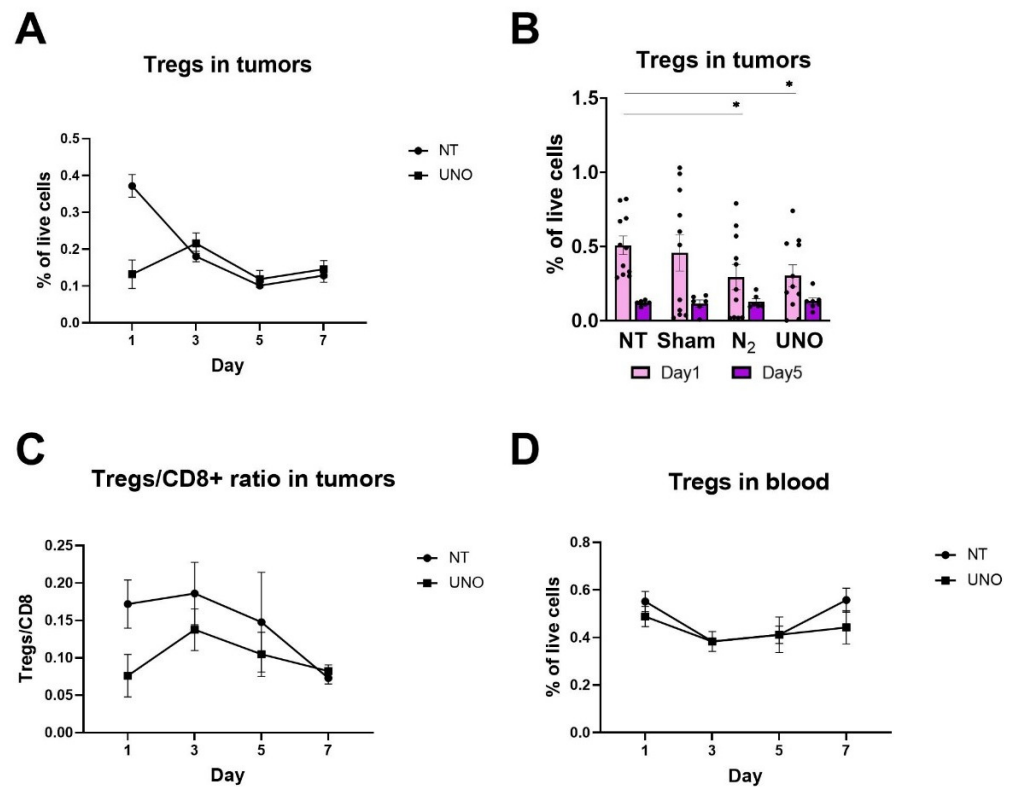 A
Tregs in tumors
% of live cells
0.5
0.4
0.3
0.2
0.1
0.0
1 3 5 7
Day
NT
UNO
B
Tregs in tumors
% of live cells
1.5
1.0
0.5
0.0
*
*
NT Sham N₂ UNO
Day1 Day5
C
Tregs/CD8+ ratio in tumors
Tregs/CD8
0.25
0.20
0.15
0.10
0.05
0.00
1 3 5 7
Day
NT
UNO
D
Tregs in blood
% of live cells
0.8
0.6
0.4
0.2
0.0
1 3 5 7
Day
NT
UNO